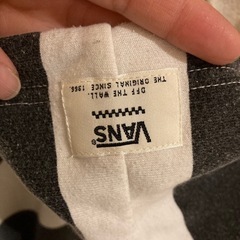 VANS®
"OFF THE WALL"
THE ORIGINAL SINCE 1966.